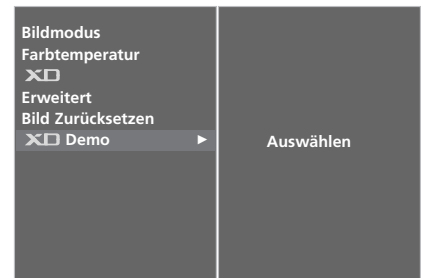 Bildmodus
Farbtemperatur
XD
Erweitert
Bild Zurücksetzen
XD Demo ►
Auswählen